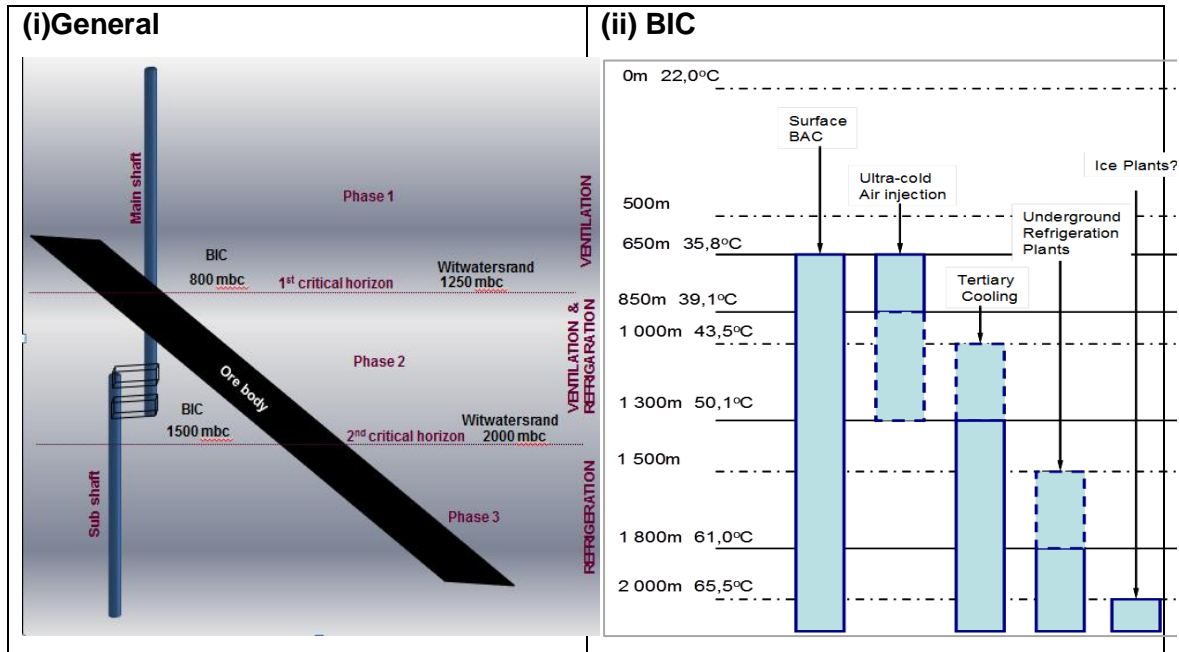 (i)General
Main shaft
Phase 1
VENTILATION
BIC
800 mbc
1st critical horizon
Witwatersrand
1250 mbc
VENTILATION &
REFRIGARATION
Phase 2
Ore body
BIC
1500 mbc
2nd critical horizon
Witwatersrand
2000 mbc
Sub shaft
Phase 3
REFRIGERATION
(ii) BIC
0m 22,0°C
Surface
BAC
Ultra-cold
Air injection
Ice Plants?
500m
Underground
Refrigeration
Plants
650m 35,8°C
Tertiary
Cooling
850m 39,1°C
1 000m 43,5°C
1 300m 50,1°C
1 500m
1 800m 61,0°C
2 000m 65,5°C